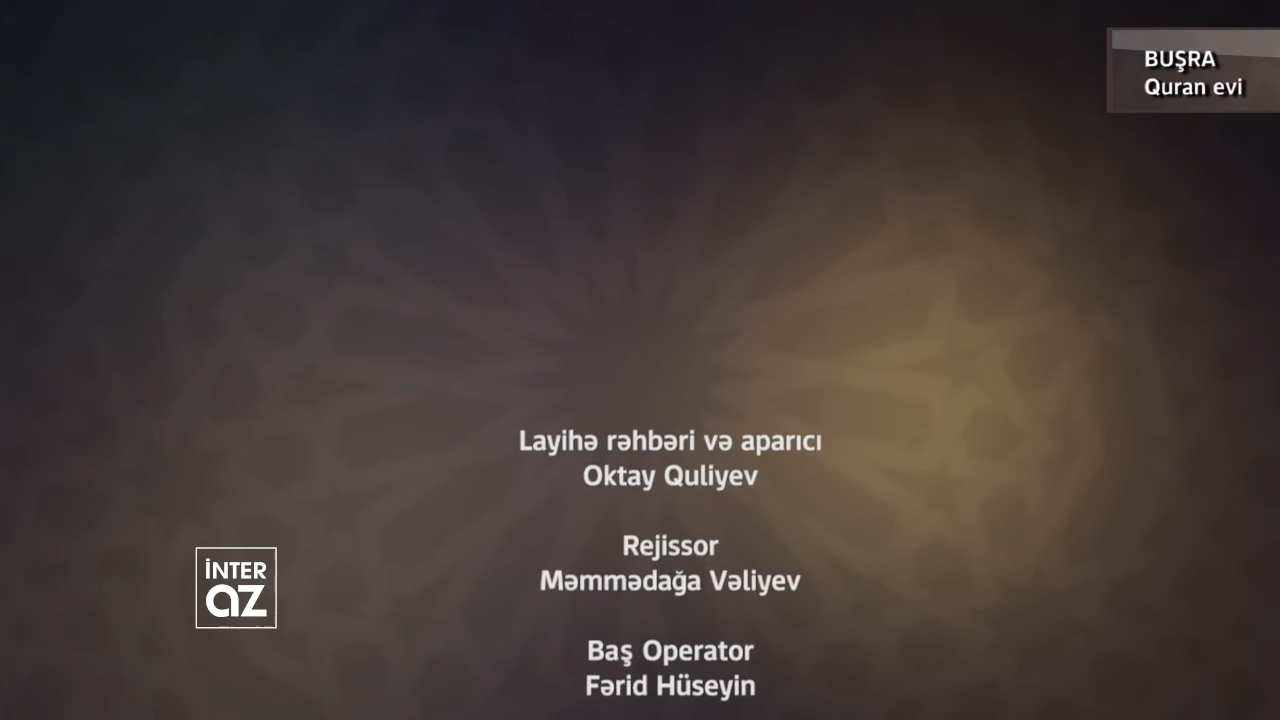 BUŞRA
Quran evi
Layihə rəhbəri və aparıcı
Oktay Quliyev
Rejissor
Məmmədağa Vəliyev
Baş Operator
Fərid Hüseyin
İNTER
az